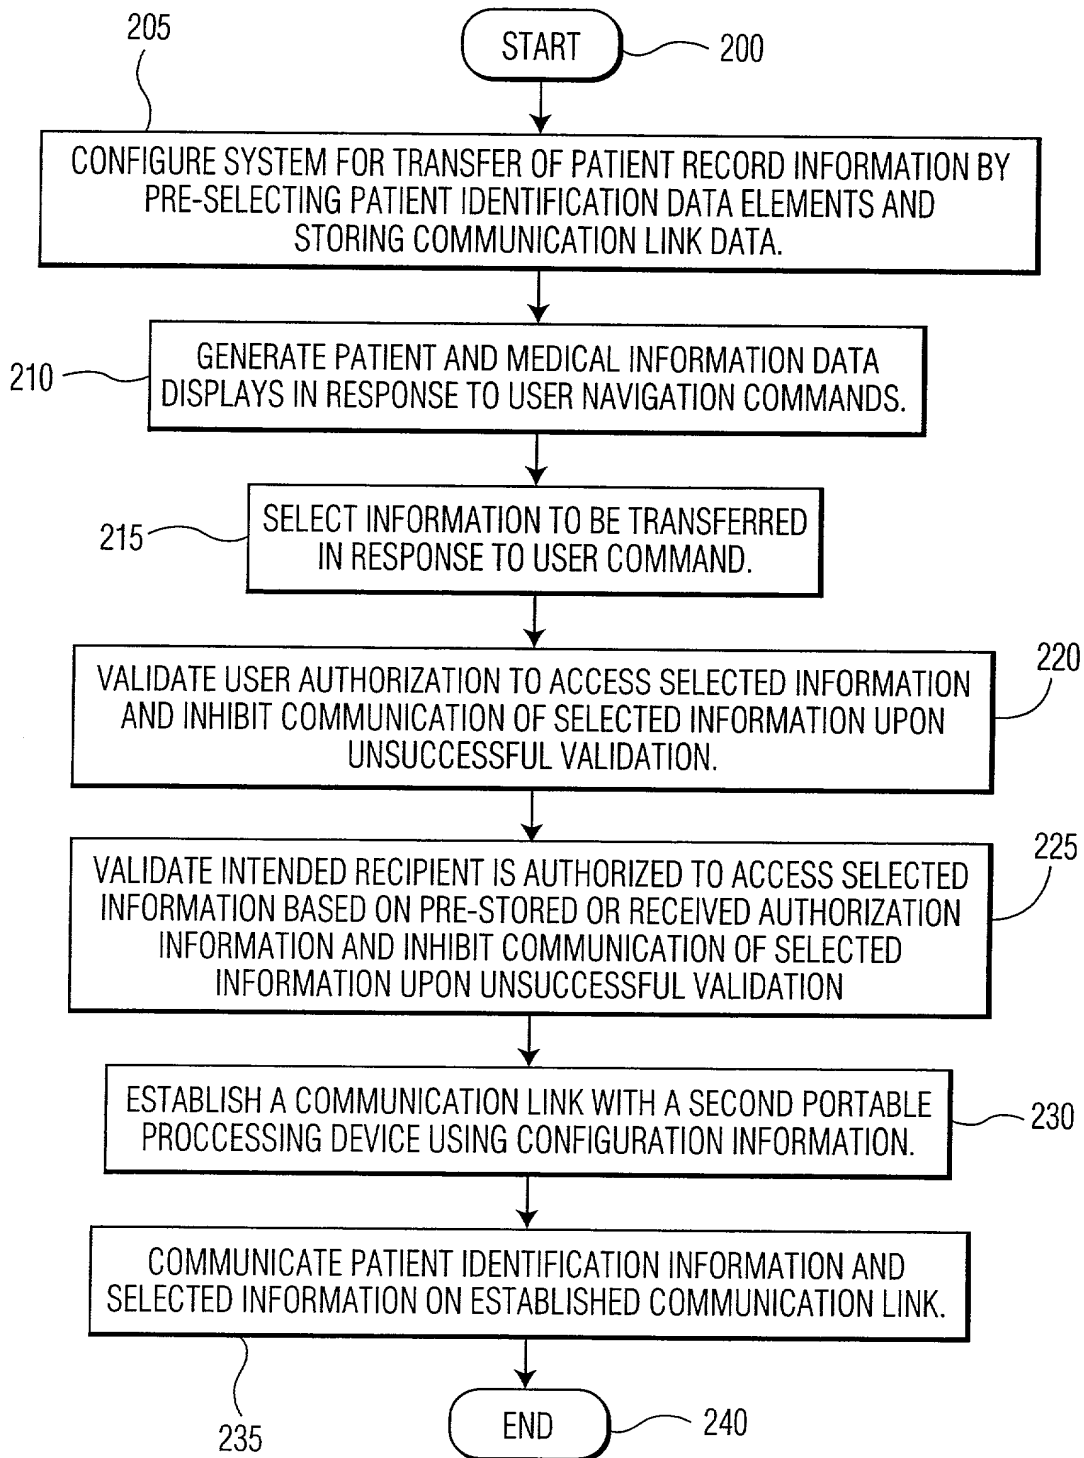 205
START
200
CONFIGURE SYSTEM FOR TRANSFER OF PATIENT RECORD INFORMATION BY
PRE-SELECTING PATIENT IDENTIFICATION DATA ELEMENTS AND
STORING COMMUNICATION LINK DATA.
210
GENERATE PATIENT AND MEDICAL INFORMATION DATA
DISPLAYS IN RESPONSE TO USER NAVIGATION COMMANDS.
215
SELECT INFORMATION TO BE TRANSFERRED
IN RESPONSE TO USER COMMAND.
220
VALIDATE USER AUTHORIZATION TO ACCESS SELECTED INFORMATION
AND INHIBIT COMMUNICATION OF SELECTED INFORMATION UPON
UNSUCCESSFUL VALIDATION.
225
VALIDATE INTENDED RECIPIENT IS AUTHORIZED TO ACCESS SELECTED
INFORMATION BASED ON PRE-STORED OR RECEIVED AUTHORIZATION
INFORMATION AND INHIBIT COMMUNICATION OF SELECTED
INFORMATION UPON UNSUCCESSFUL VALIDATION
ESTABLISH A COMMUNICATION LINK WITH A SECOND PORTABLE
PROCCESSING DEVICE USING CONFIGURATION INFORMATION.
230
COMMUNICATE PATIENT IDENTIFICATION INFORMATION AND
SELECTED INFORMATION ON ESTABLISHED COMMUNICATION LINK.
235
END
240